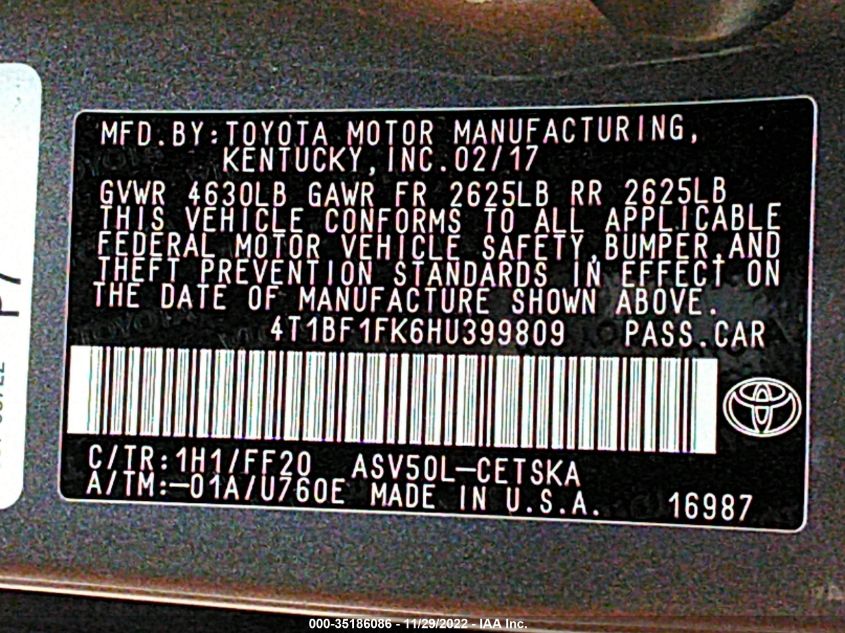 MFD.BY:TOYOTA MOTOR MANUFACTURING,
KENTUCKY,INC.02/17
GVWR 4630LB GAWR FR 2625LB RR 2625LB
THIS VEHICLE CONFORMS TO ALL APPLICABLE
FEDERAL MOTOR VEHICLE SAFETY,BUMPER,AND
THEFT PREVENTION STANDARDS IN EFFECT ON
THE DATE OF MANUFACTURE SHOWN ABOVE.
4T1BF1FK6HU399809 PASS.CAR
C/TR:1H1/FF20 ASV50L-CETSKA
A/TM:-01A/U760E MADE IN U.S.A. 16987
000-35186086 - 11/29/2022 - IAA Inc.